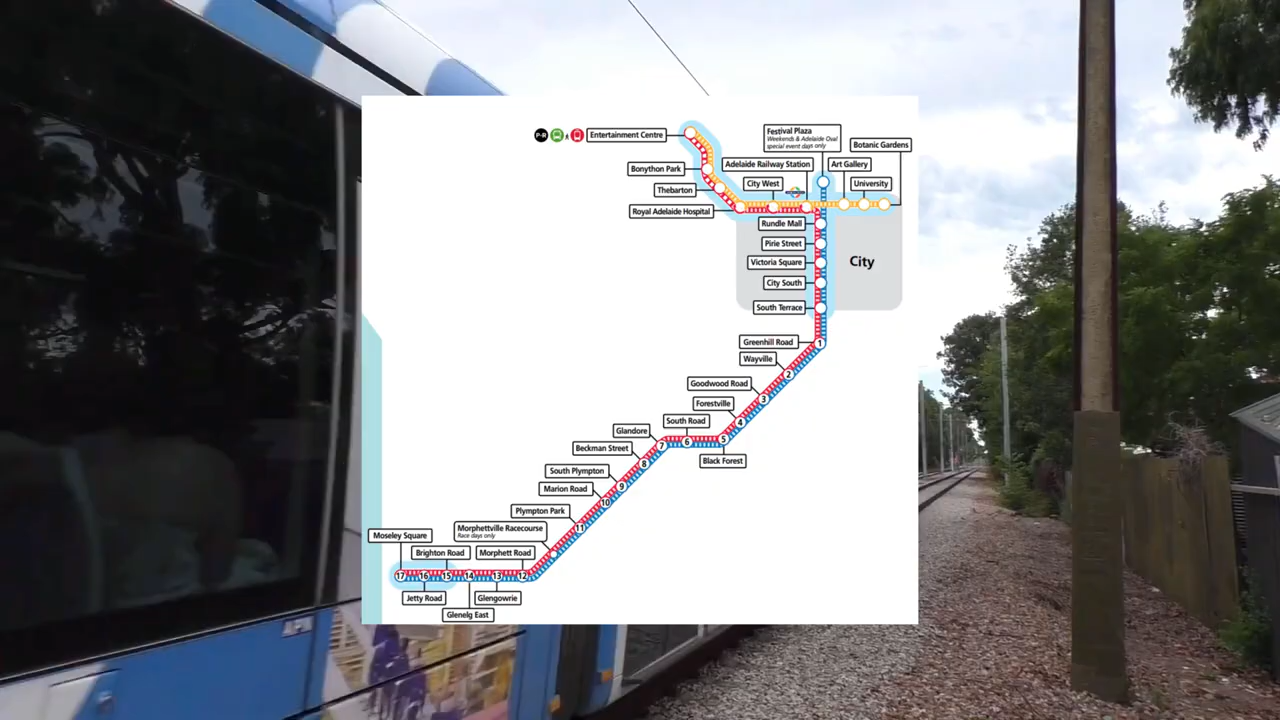 P-R
Entertainment Centre
Festival Plaza
Weekends & Adelaide Oval
special event days only
Botanic Gardens
Bonython Park
Adelaide Railway Station
Art Gallery
Thebarton
City West
University
Royal Adelaide Hospital
Rundle Mall
Pirie Street
Victoria Square
City
City South
South Terrace
Greenhill Road
1
Wayville
2
Goodwood Road
3
Forestville
4
South Road
Glandore
7
6
5
Beckman Street
8
Black Forest
South Plympton
9
Marion Road
10
Plympton Park
11
Morphettville Racecourse
Race days only
Moseley Square
Brighton Road
Morphett Road
17
16
15
14
13
12
Jetty Road
Glengowrie
Glenelg East